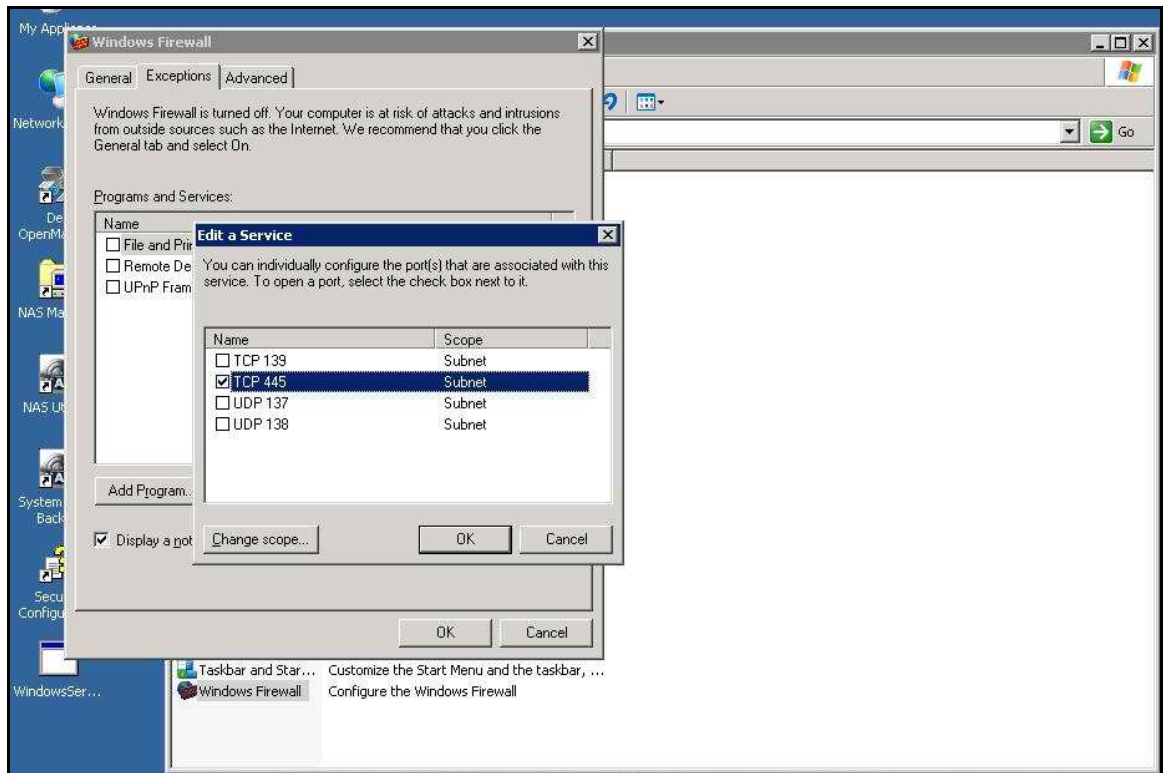 My Appliance
Windows Firewall
General Exceptions Advanced
Windows Firewall is turned off. Your computer is at risk of attacks and intrusions
from outside sources such as the Internet. We recommend that you click the
General tab and select On.
Go
Network
Programs and Services:
Name
De
OpenMa
File and Prin
Remote De
UPnP Fram
Edit a Service
You can individually configure the port(s) that are associated with this
service. To open a port, select the check box next to it.
NAS Ma
Name Scope
TCP 139 Subnet
TCP 445 Subnet
UDP 137 Subnet
UDP 138 Subnet
NAS Ut
Add Program..
System
Back
Display a not
Change scope...
OK Cancel
Secu
Configu
OK Cancel
Taskbar and Star... Customize the Start Menu and the taskbar, ...
WindowsSer...
Windows Firewall Configure the Windows Firewall